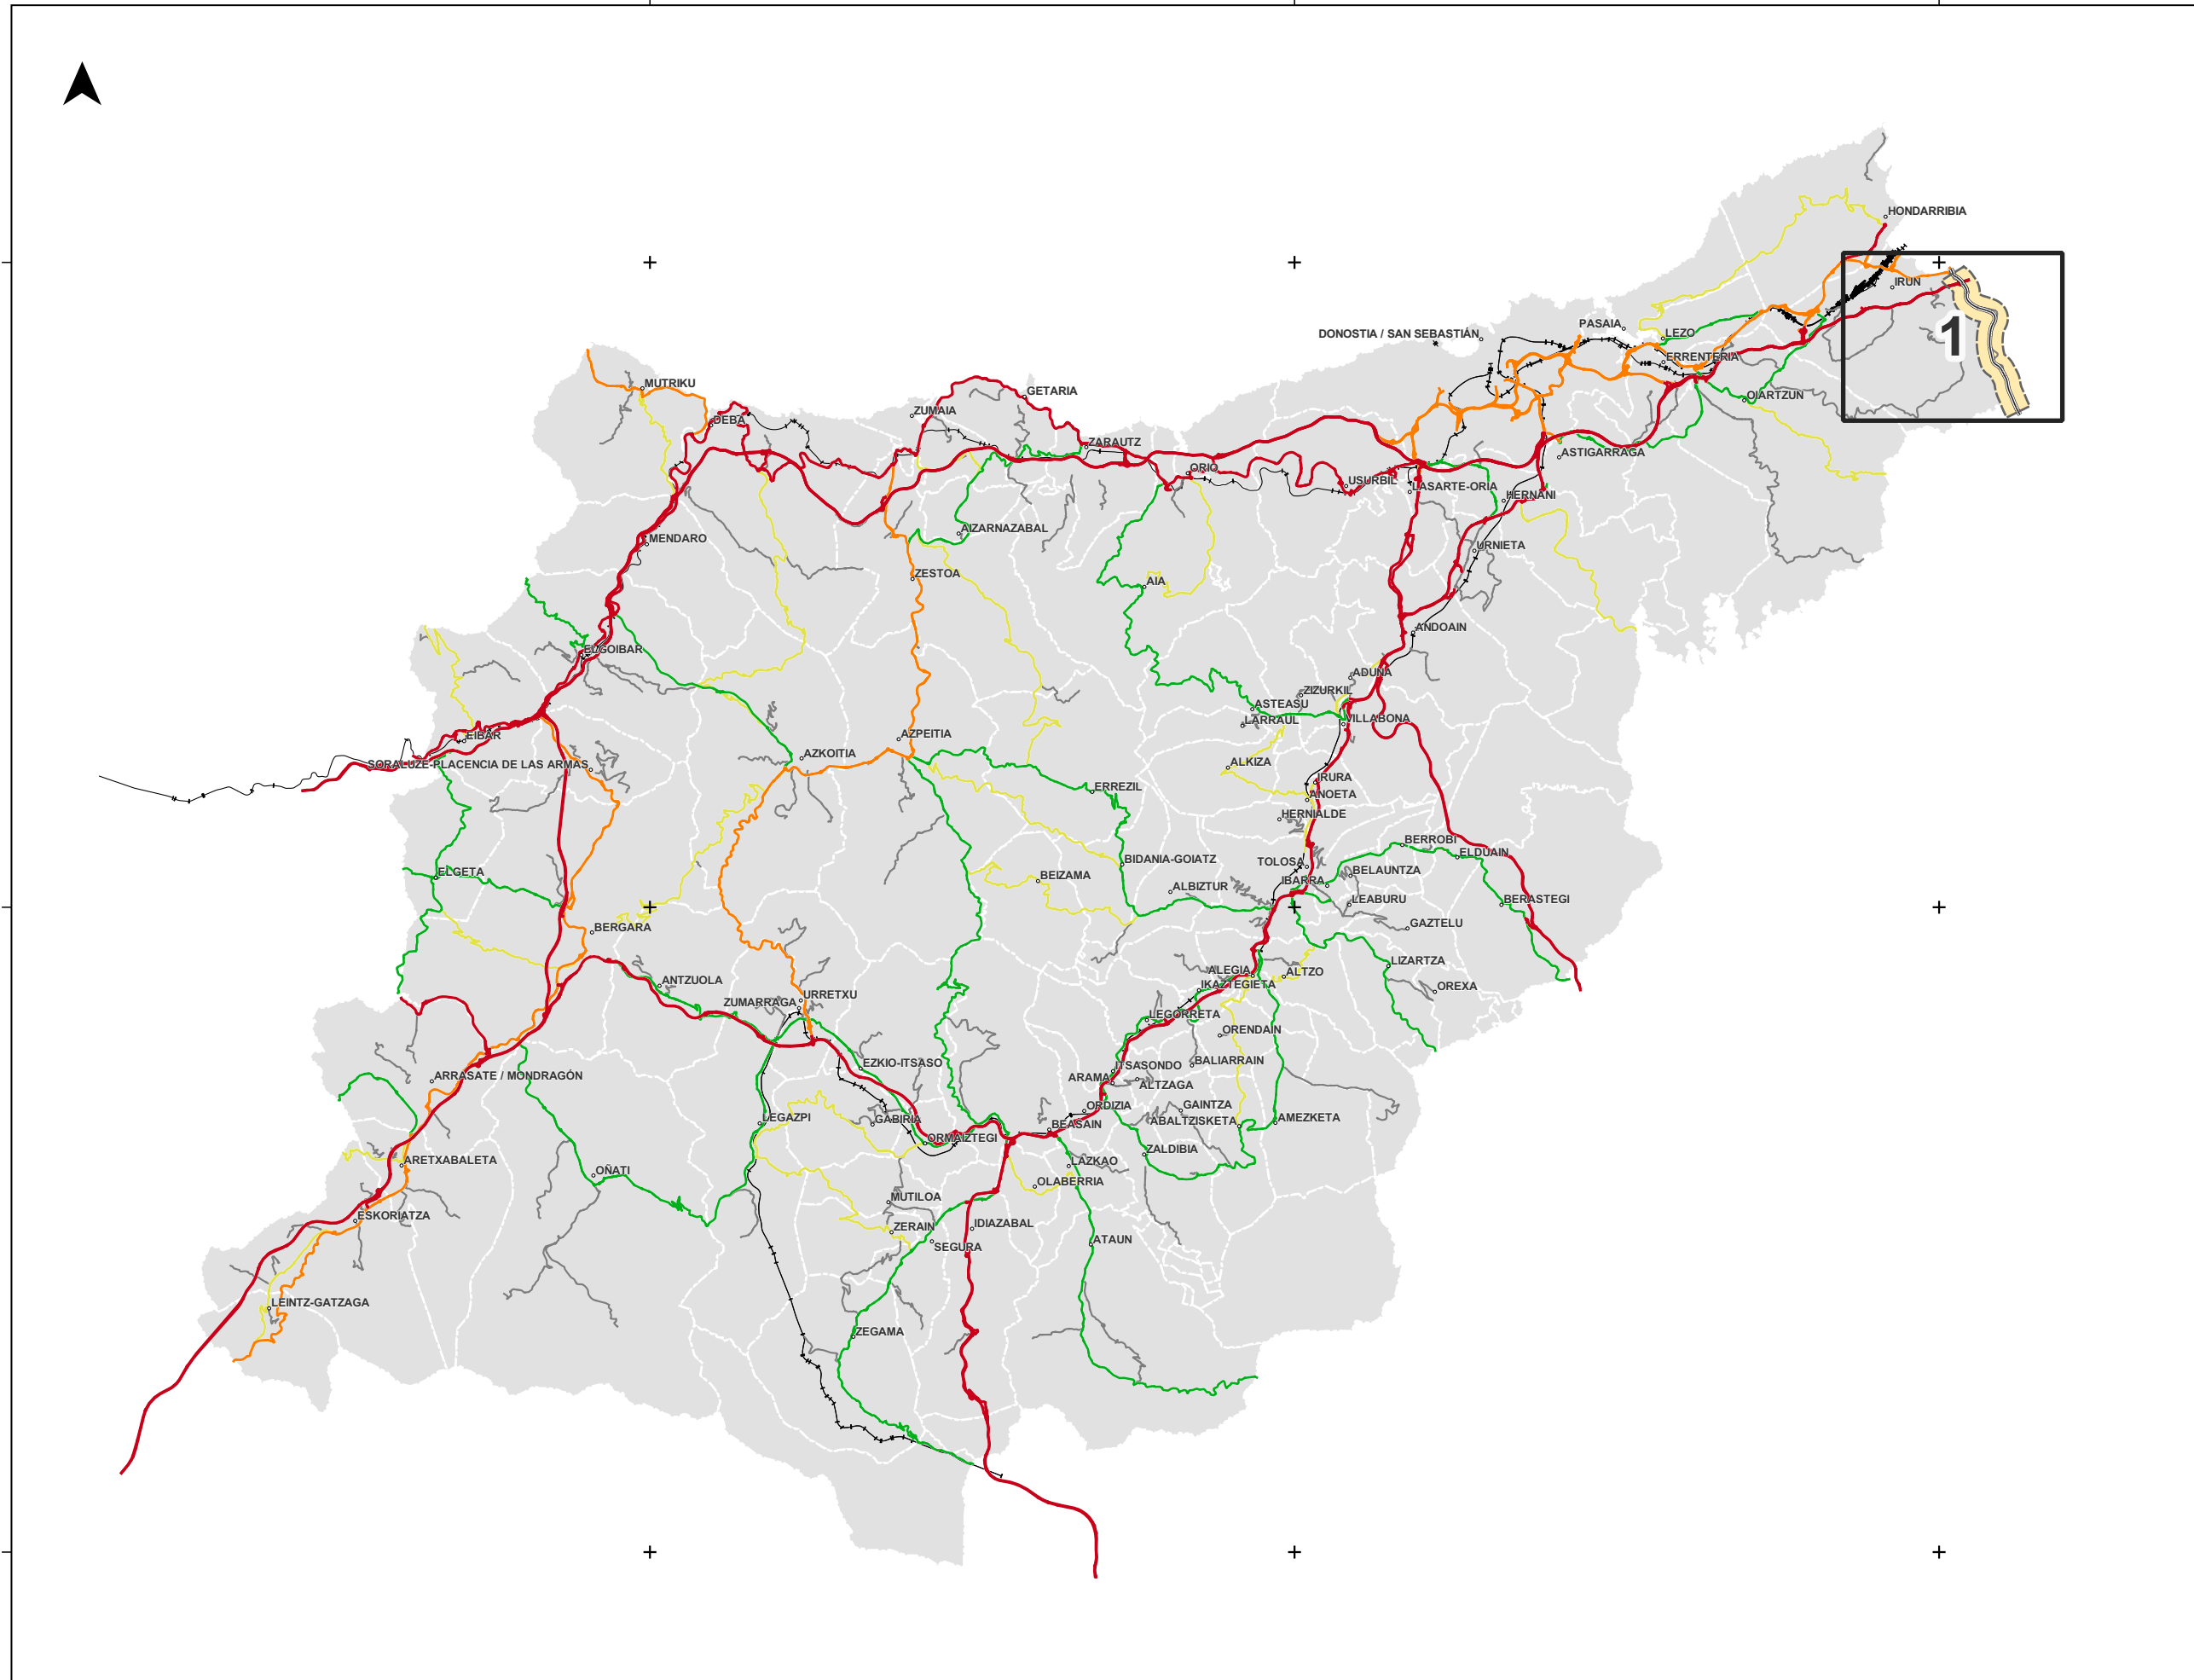 HONDARRIBIA
IRUN
1
DONOSTIA / SAN SEBASTIÁN
PASAIA
LEZO
ERRENTERIA
OIARTZUN
MUTRIKU
GETARIA
ZUMAIA
DEBA
ZARAUTZ
ORIO
ASTIGARRAGA
USURBIL
LASARTE-ORIA
HERNANI
AIZARNAZABAL
MENDARO
URNIETA
ZESTOA
AIA
ANDOAIN
ELGOIBAR
ADUNA
ZIZURKIL
ASTEASU
LARRAUL
VILLABONA
EIBAR
AZPEITIA
AZKOITIA
SORALUZE-PLACENCIA DE LAS ARMAS
ALKIZA
IRURA
ERREZIL
ANOETA
HERNIALDE
BERROBI
ELDUAIN
BIDANIA-GOIATZ
TOLOSA
ELGETA
BELAUNTZA
BEIZAMA
IBARRA
ALBIZTUR
LEABURU
BERASTEGI
BERGARA
GAZTELU
LIZARTZA
ALEGIA
ALTZO
ANTZUOLA
IKAZTEGIETA
OREXA
URRETXU
ZUMARRAGA
LEGORRETA
ORENDAIN
EZKIO-ITSASO
ITSASONDO
BALIARRAIN
ARRASATE / MONDRAGÓN
ARAMA
ALTZAGA
ORDIZIA
GAINTZA
LEGAZPI
GABIRIA
BEASAIN
ABALTZISKETA
AMEZKETA
ORMAIZTEGI
ZALDIBIA
ARETXABALETA
LAZKAO
OÑATI
OLABERRIA
MUTILOA
ESKORIATZA
ZERAIN
IDIAZABAL
SEGURA
ATAUN
LEINTZ-GATZAGA
ZEGAMA